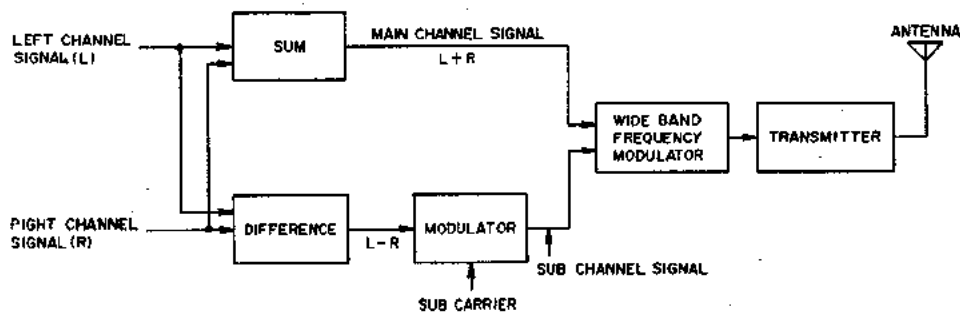 LEFT CHANNEL
SIGNAL(L)
SUM
MAIN CHANNEL SIGNAL
L+R
ANTENNA
WIDE BAND
FREQUENCY
MODULATOR
TRANSMITTER
RIGHT CHANNEL
SIGNAL(R)
DIFFERENCE
L-R
MODULATOR
SUB CHANNEL SIGNAL
SUB CARRIER